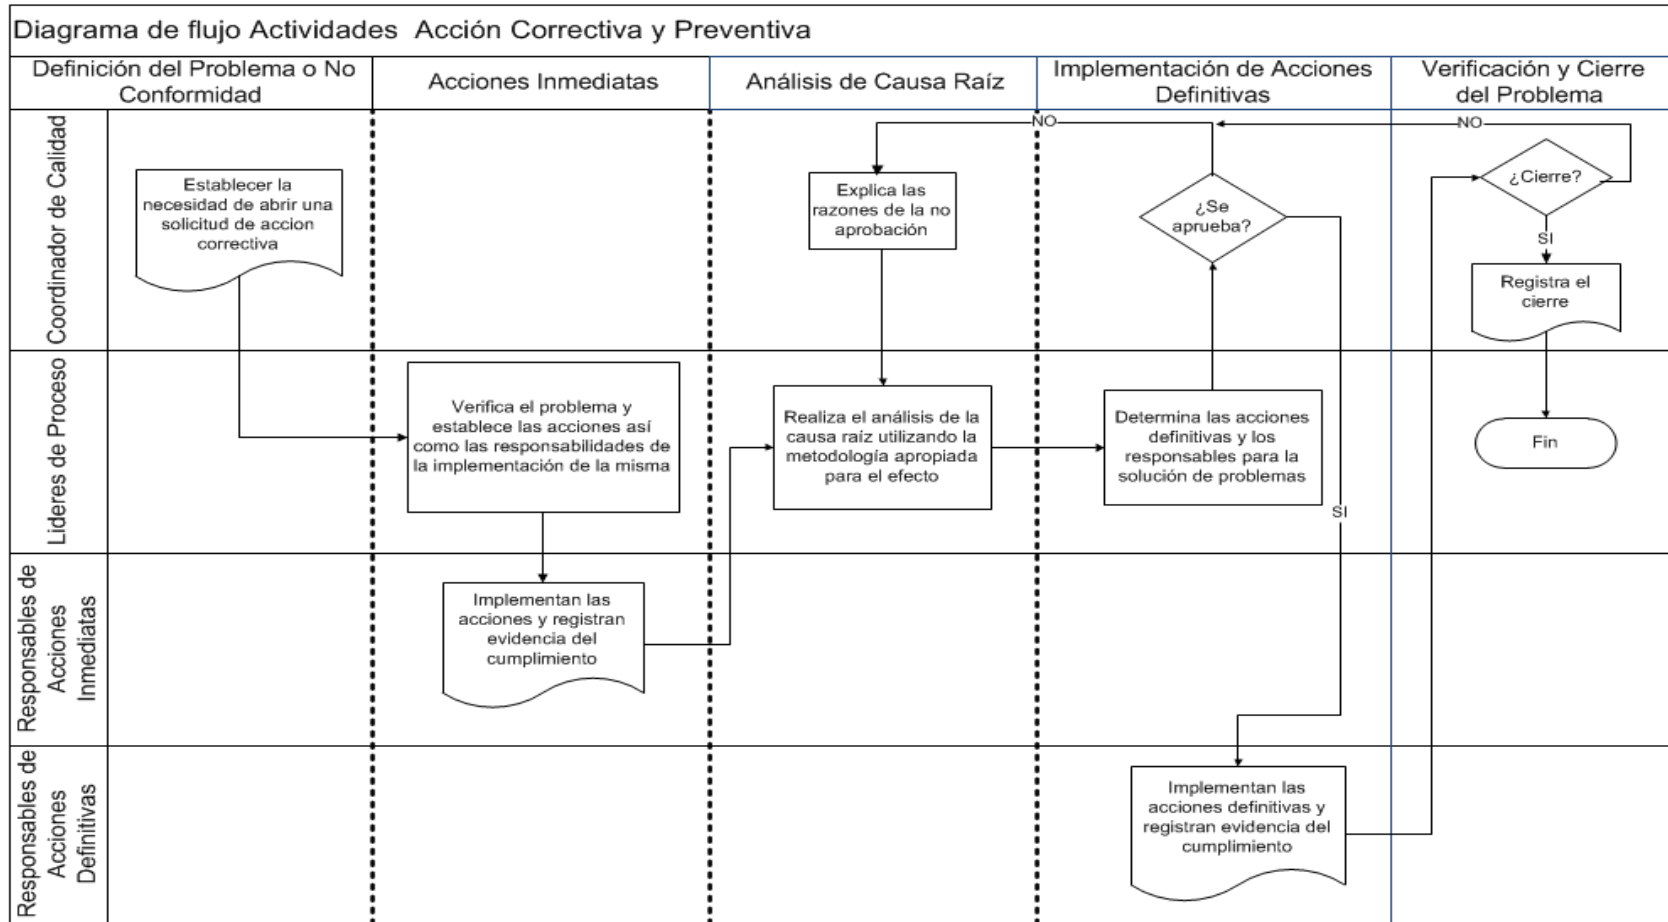 Diagrama de flujo Actividades  Acción Correctiva y Preventiva
Definición del Problema o No
Conformidad
Acciones Inmediatas
Análisis de Causa Raíz
Implementación de Acciones
Definitivas
Verificación y Cierre
del Problema
Coordinador de Calidad
Establecer la
necesidad de abrir una
solicitud de accion
correctiva
NO
Explica las
razones de la no
aprobación
¿Se
aprueba?
NO
¿Cierre?
SI
Registra el
cierre
Lideres de Proceso
Verifica el problema y
establece las acciones así
como las responsabilidades de
la implementación de la misma
Realiza el análisis de la
causa raíz utilizando la
metodología apropiada
para el efecto
Determina las acciones
definitivas y los
responsables para la
solución de problemas
SI
Fin
Responsables de
Acciones
Inmediatas
Implementan las
acciones y registran
evidencia del
cumplimiento
Responsables de
Acciones
Definitivas
Implementan las
acciones definitivas y
registran evidencia del
cumplimiento